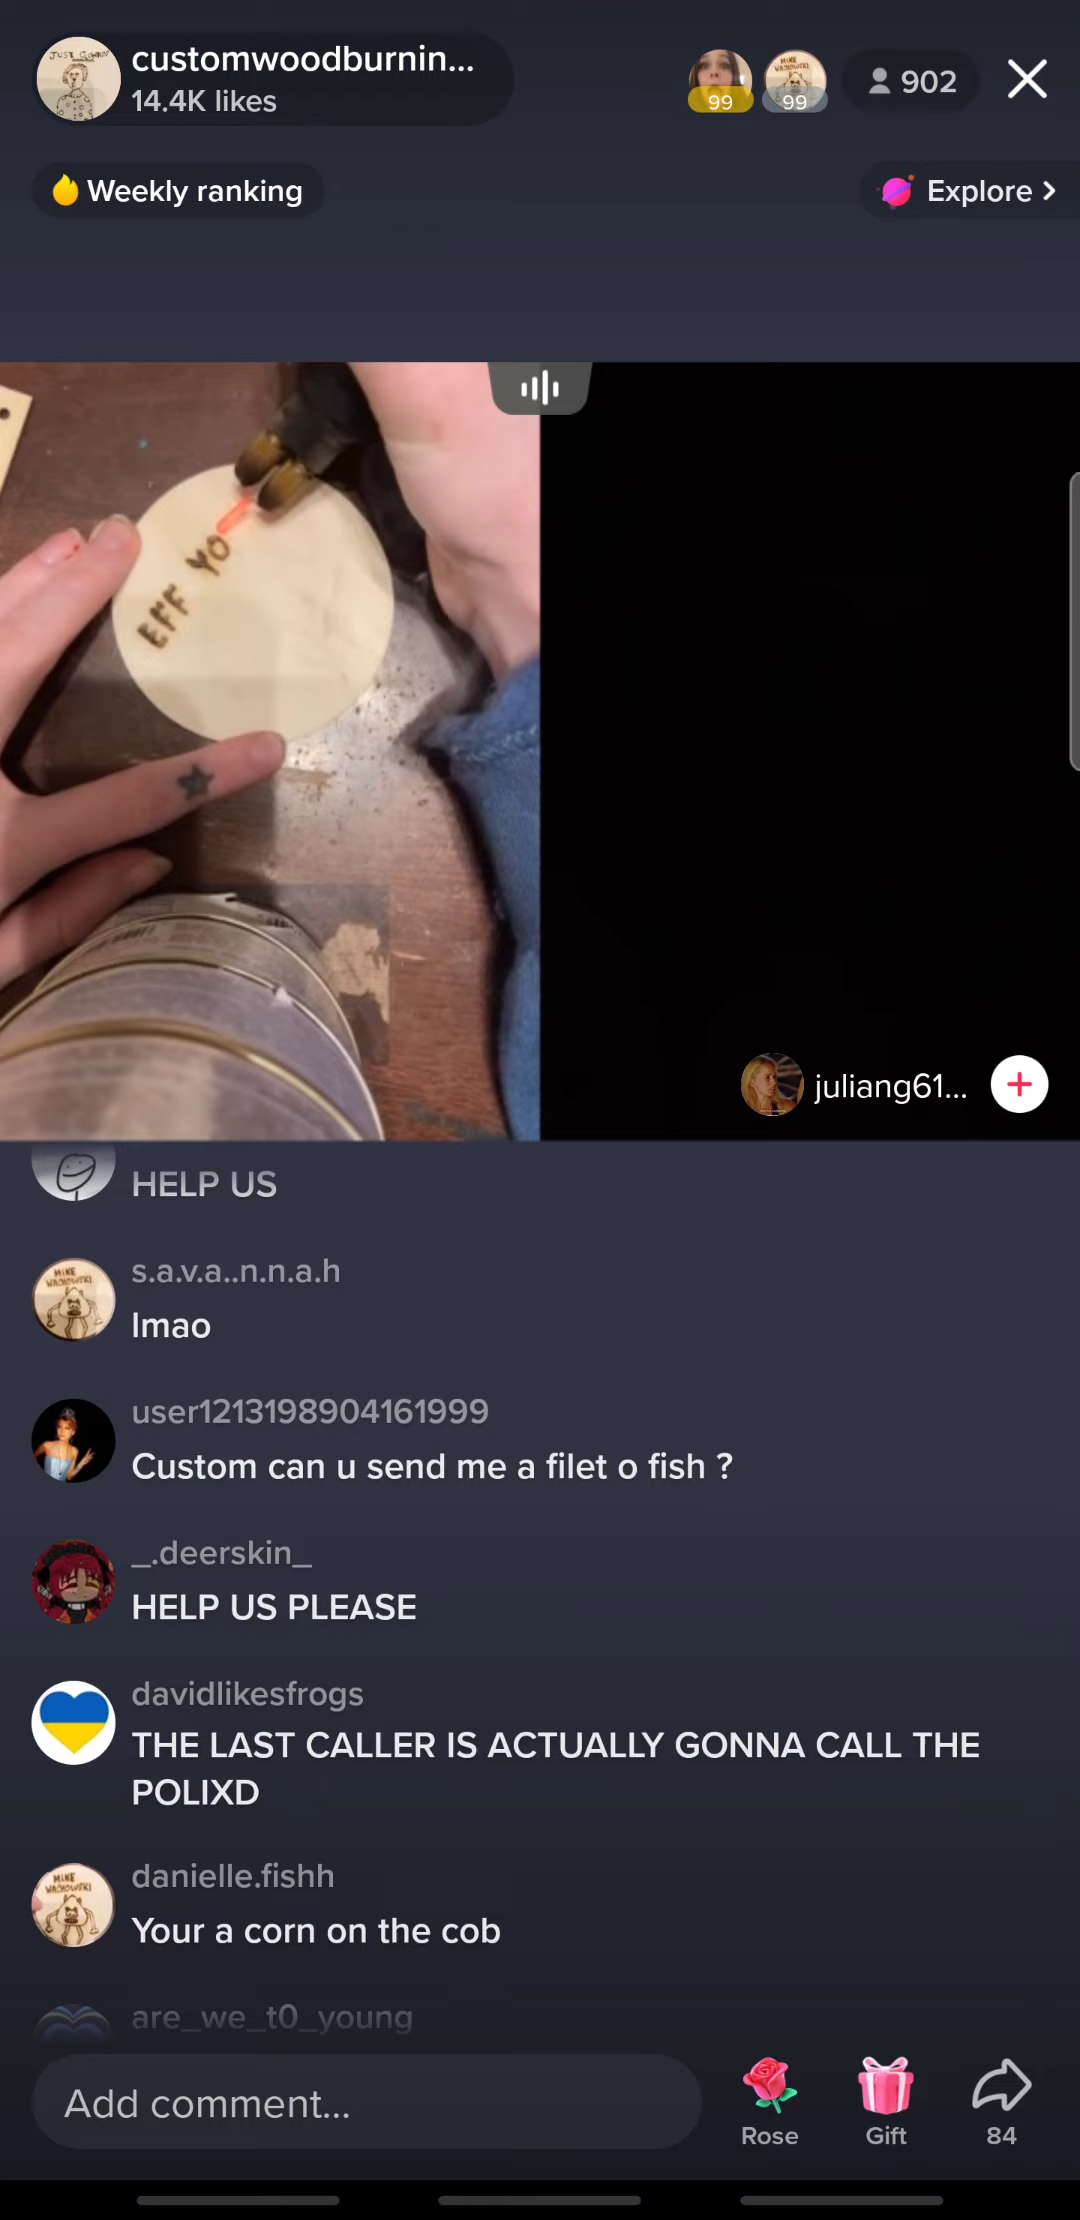 customwoodburnin...
14.4K likes
99
99
902
Weekly ranking
Explore
EFF YO
juliang61...
HELP US
s.a.v.a..n.n.a.h
lmao
user1213198904161999
Custom can u send me a filet o fish ?
_.deerskin_
HELP US PLEASE
davidlikesfrogs
THE LAST CALLER IS ACTUALLY GONNA CALL THE
POLIXD
danielle.fishh
Your a corn on the cob
are_we_t0_young
Add comment...
Rose
Gift
84